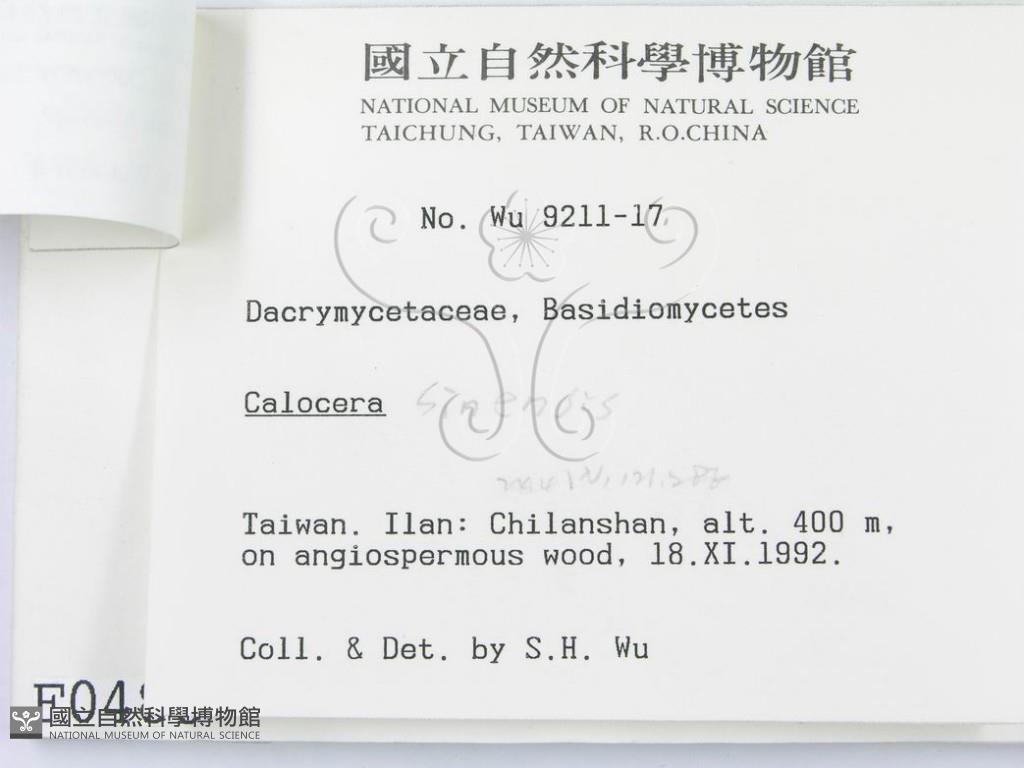 國立自然科學博物館
NATIONAL MUSEUM OF NATURAL SCIENCE
TAICHUNG, TAIWAN, R.O.CHINA
No. Wu 9211-17
Dacrymycetaceae, Basidiomycetes
Calocera sinensis
Taiwan. Ilan: Chilanshan, alt. 400 m,
on angiospermous wood, 18.XI.1992.
Coll. & Det. by S.H. Wu
國立自然科學博物館
NATIONAL MUSEUM OF NATURAL SCIENCE